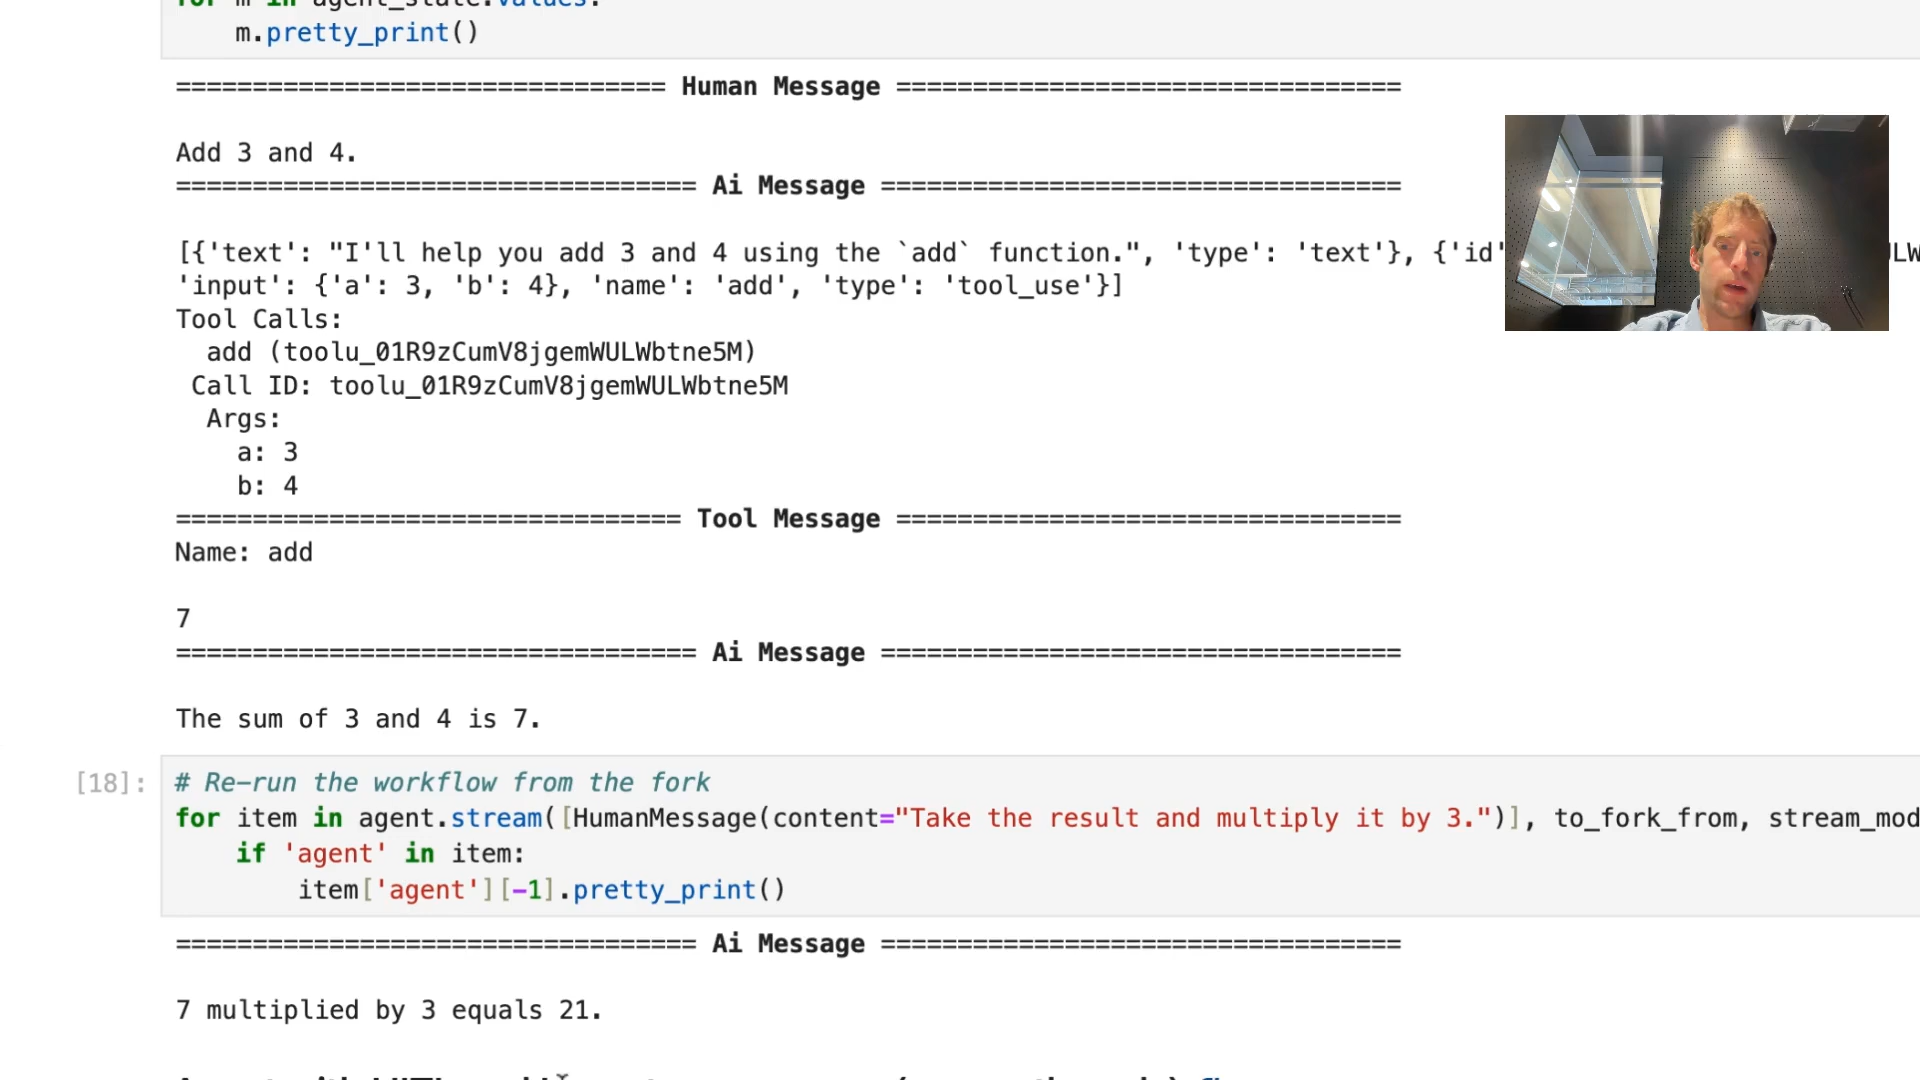 for m in agent_state.values:
    m.pretty_print()
================================ Human Message =================================

Add 3 and 4.
================================== Ai Message ==================================

[{'text': "I'll help you add 3 and 4 using the `add` function.", 'type': 'text'}, {'id' ULW
'input': {'a': 3, 'b': 4}, 'name': 'add', 'type': 'tool_use'}]
Tool Calls:
  add (toolu_01R9zCumV8jgemWULWbtne5M)
 Call ID: toolu_01R9zCumV8jgemWULWbtne5M
  Args:
    a: 3
    b: 4
================================= Tool Message =================================
Name: add

7
================================== Ai Message ==================================

The sum of 3 and 4 is 7.
[18]: # Re-run the workflow from the fork
for item in agent.stream([HumanMessage(content="Take the result and multiply it by 3.")], to_fork_from, stream_mod
    if 'agent' in item:
        item['agent'][-1].pretty_print()
================================== Ai Message ==================================

7 multiplied by 3 equals 21.